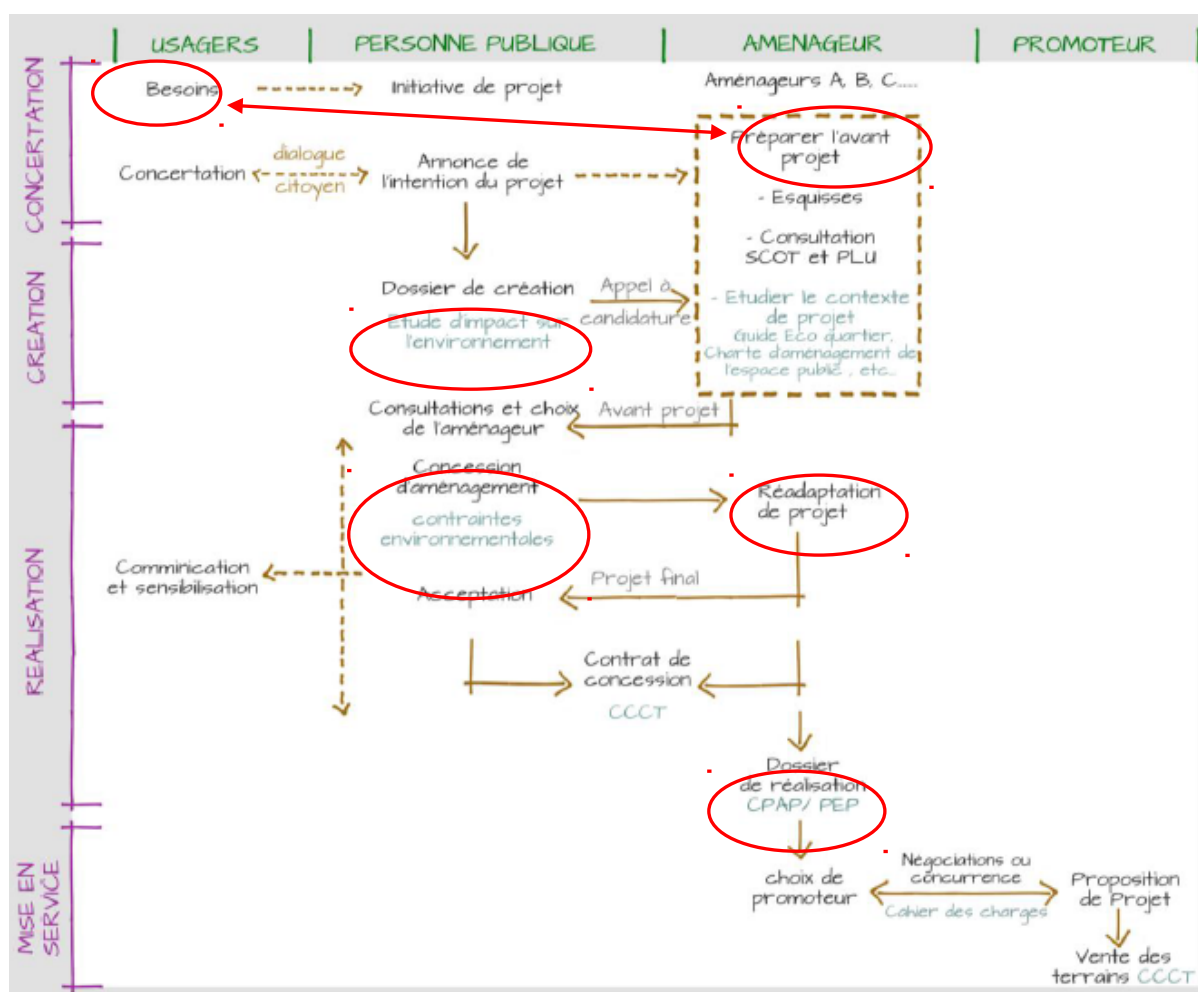 USAGERS
PERSONNE PUBLIQUE
AMENAGEUR
PROMOTEUR
CONCERTATION
Besoins
Initiative de projet
Aménageurs A, B, C.....
Préparer l'avant
projet
Concertation
dialogue
citoyen
Annonce de
l'intention du projet
- Esquisses
- Consultation
SCOT et PLU
CREATION
Dossier de création
Etude d'impact sur
l'environnement
Appel à
candidature
- Etudier le contexte
de projet
Guide Eco quartier,
Charte d'aménagement de
l'espace public , etc...
REALISATION
Consultations et choix
de l'aménageur
Avant projet
Concession
d'aménagement
contraintes
environnementales
Réadaptation
de projet
Comminication
et sensibilisation
Acceptation
Projet final
Contrat de
concession
CCCT
Dossier
de réalisation
CPAP/ PEP
MISE EN
SERVICE
choix de
promoteur
Négociations ou
concurrence
Cahier des charges
Proposition
de Projet
Vente des
terrains CCCT